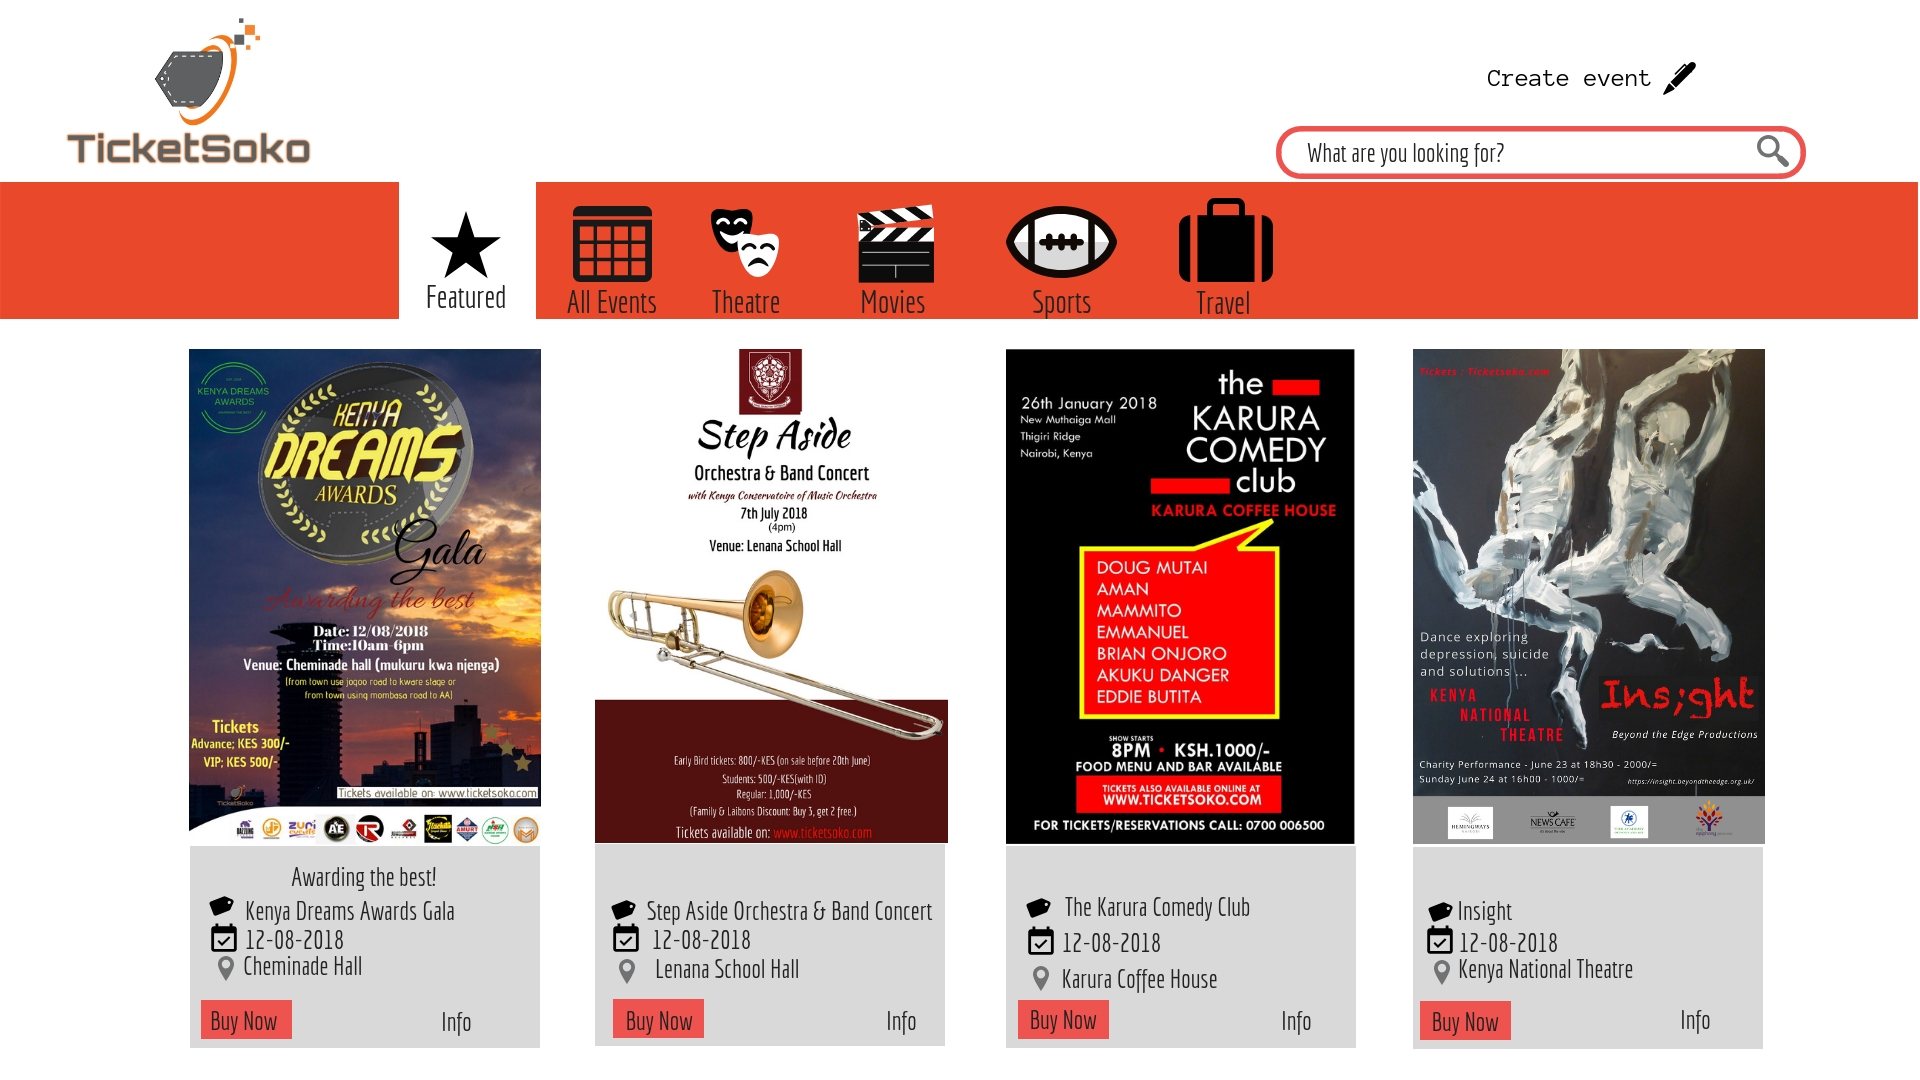 TicketSoko
Create event
What are you looking for?
Featured
All Events
Theatre
Movies
Sports
Travel
KENYA DREAMS
AWARDS
KENYA
DREAMS
AWARDS
Gala
Awarding the best
Date: 12/08/2018
Time:10am-6pm
Venue: Cheminade hall (mukuru kwa njenga)
(from town use jogoo road to kware stage or
from town using mombasa road to AA)
Tickets
Advance; KES 300/-
VIP; KES 500/-
TicketSoko
Tickets available on: www.ticketsoko.com
Awarding the best!
Kenya Dreams Awards Gala
12-08-2018
Cheminade Hall
Buy Now
Info
Step Aside
Orchestra & Band Concert
with Kenya Conservatoire of Music Orchestra
7th July 2018
(4pm)
Venue: Lenana School Hall
Early Bird tickets: 800/-KES (on sale before 20th June)
Students: 500/-KES(with ID)
Regular: 1,000/-KES
(Family & Laibons Discount: Buy 3, get 2 free.)
Tickets available on: www.ticketsoko.com
Step Aside Orchestra & Band Concert
12-08-2018
Lenana School Hall
Buy Now
Info
26th January 2018
New Muthaiga Mall
Thigiri Ridge
Nairobi, Kenya
the
KARURA
COMEDY
club
KARURA COFFEE HOUSE
DOUG MUTAI
AMAN
MAMMITO
EMMANUEL
BRIAN ONJORO
AKUKU DANGER
EDDIE BUTITA
SHOW STARTS
8PM • KSH.1000/-
FOOD MENU AND BAR AVAILABLE
TICKETS ALSO AVAILABLE ONLINE AT
WWW.TICKETSOKO.COM
FOR TICKETS/RESERVATIONS CALL: 0700 006500
The Karura Comedy Club
12-08-2018
Karura Coffee House
Buy Now
Info
Tickets : Ticketsoko.com
Dance exploring
depression, suicide
and solutions ...
KENYA
NATIONAL
THEATRE
Ins;ght
Beyond the Edge Productions
Charity Performance - June 23 at 18h30 - 2000/=
Sunday June 24 at 16h00 - 1000/=
https://insight.beyondtheedge.org.uk/
HEMINGWAYS
NEWS CAFE
Insight
12-08-2018
Kenya National Theatre
Buy Now
Info